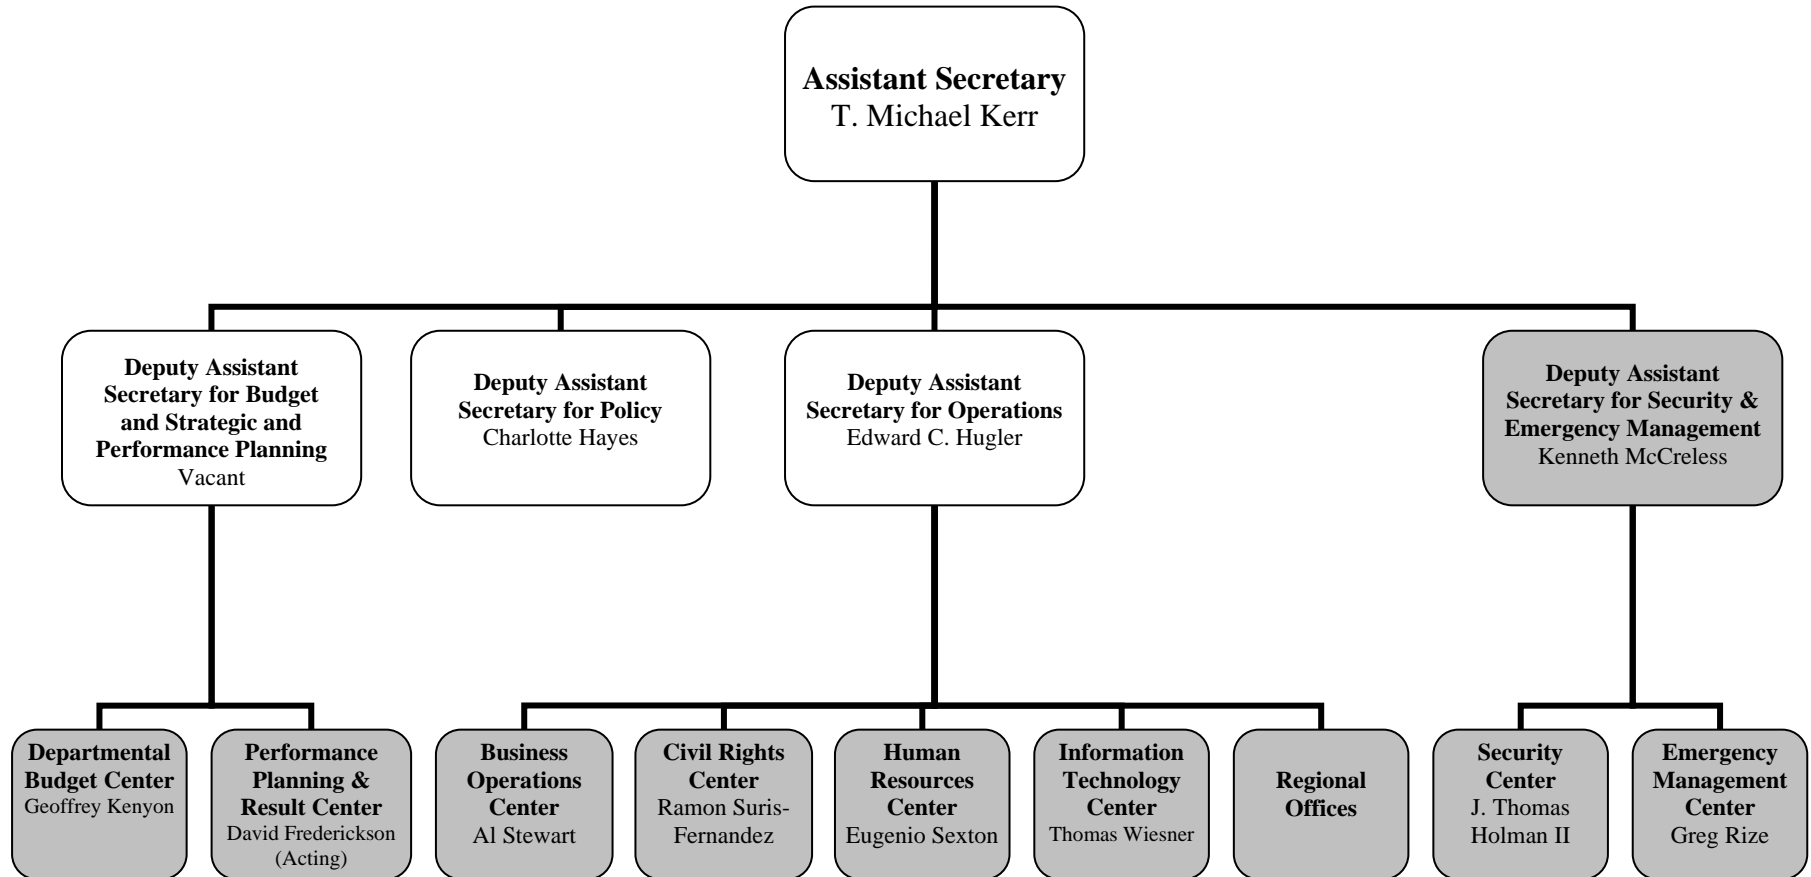 Assistant Secretary
T. Michael Kerr
Deputy Assistant
Secretary for Budget
and Strategic and
Performance Planning
Vacant
Deputy Assistant
Secretary for Policy
Charlotte Hayes
Deputy Assistant
Secretary for Operations
Edward C. Hugler
Deputy Assistant
Secretary for Security &
Emergency Management
Kenneth McCreless
Departmental
Budget Center
Geoffrey Kenyon
Performance
Planning &
Result Center
David Frederickson
(Acting)
Business
Operations
Center
Al Stewart
Civil Rights
Center
Ramon Suris-
Fernandez
Human
Resources
Center
Eugenio Sexton
Information
Technology
Center
Thomas Wiesner
Regional
Offices
Security
Center
J. Thomas
Holman II
Emergency
Management
Center
Greg Rize